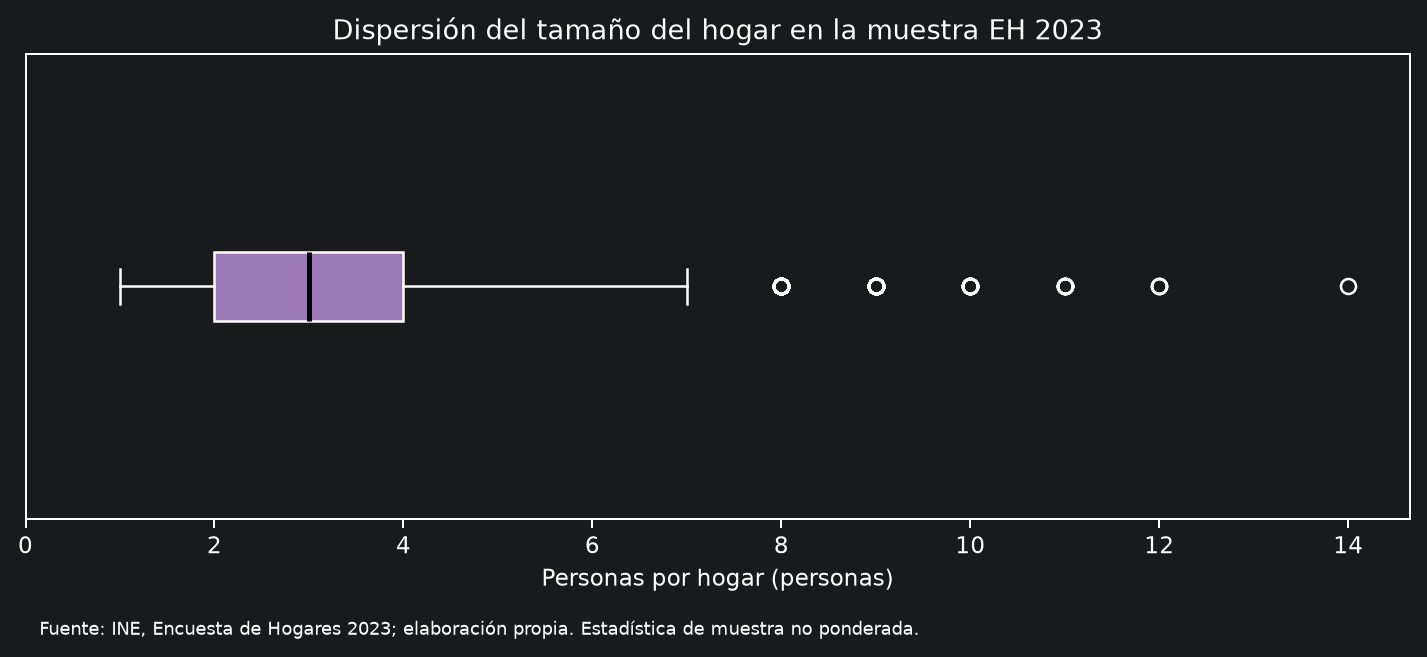 Dispersión del tamaño del hogar en la muestra EH 2023
0 2 4 6 8 10 12 14
Personas por hogar (personas)
Fuente: INE, Encuesta de Hogares 2023; elaboración propia. Estadística de muestra no ponderada.